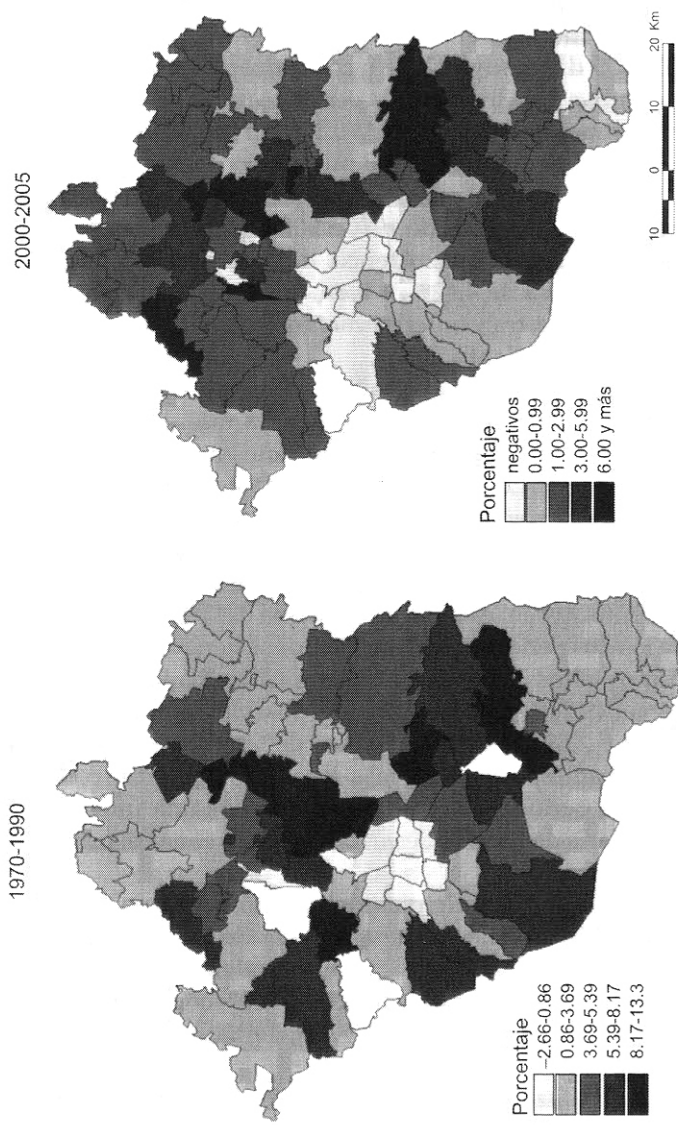 1970-1990
Porcentaje
–2.66-0.86
0.86-3.69
3.69-5.39
5.39-8.17
8.17-13.3
2000-2005
Porcentaje
negativos
0.00-0.99
1.00-2.99
3.00-5.99
6.00 y más
10 0 10 20 Km